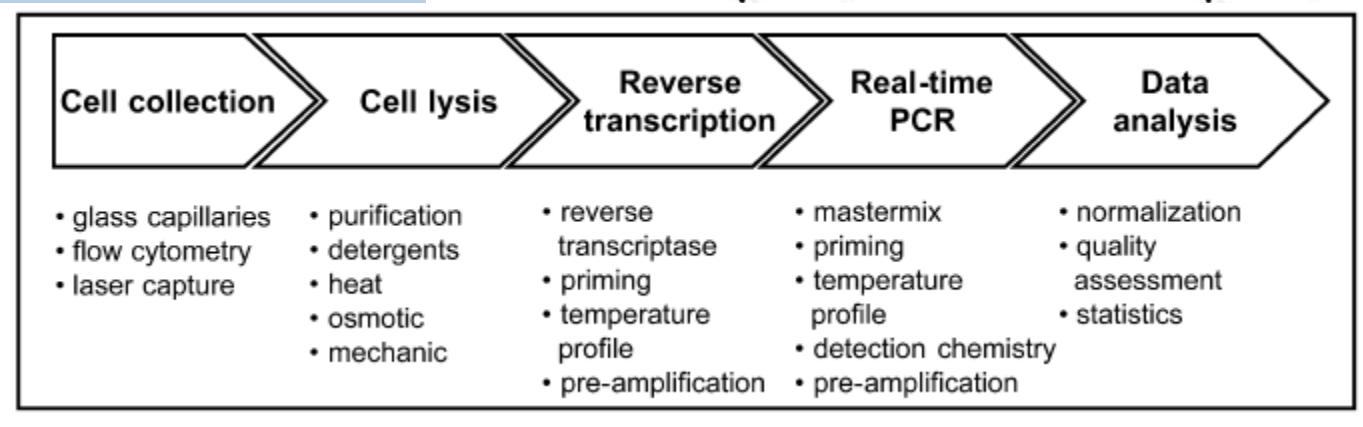 Cell collection
Cell lysis
Reverse
transcription
Real-time
PCR
Data
analysis
• glass capillaries
• flow cytometry
• laser capture
• purification
• detergents
• heat
• osmotic
• mechanic
• reverse
transcriptase
• priming
• temperature
profile
• pre-amplification
• mastermix
• priming
• temperature
profile
• detection chemistry
• pre-amplification
• normalization
• quality
assessment
• statistics